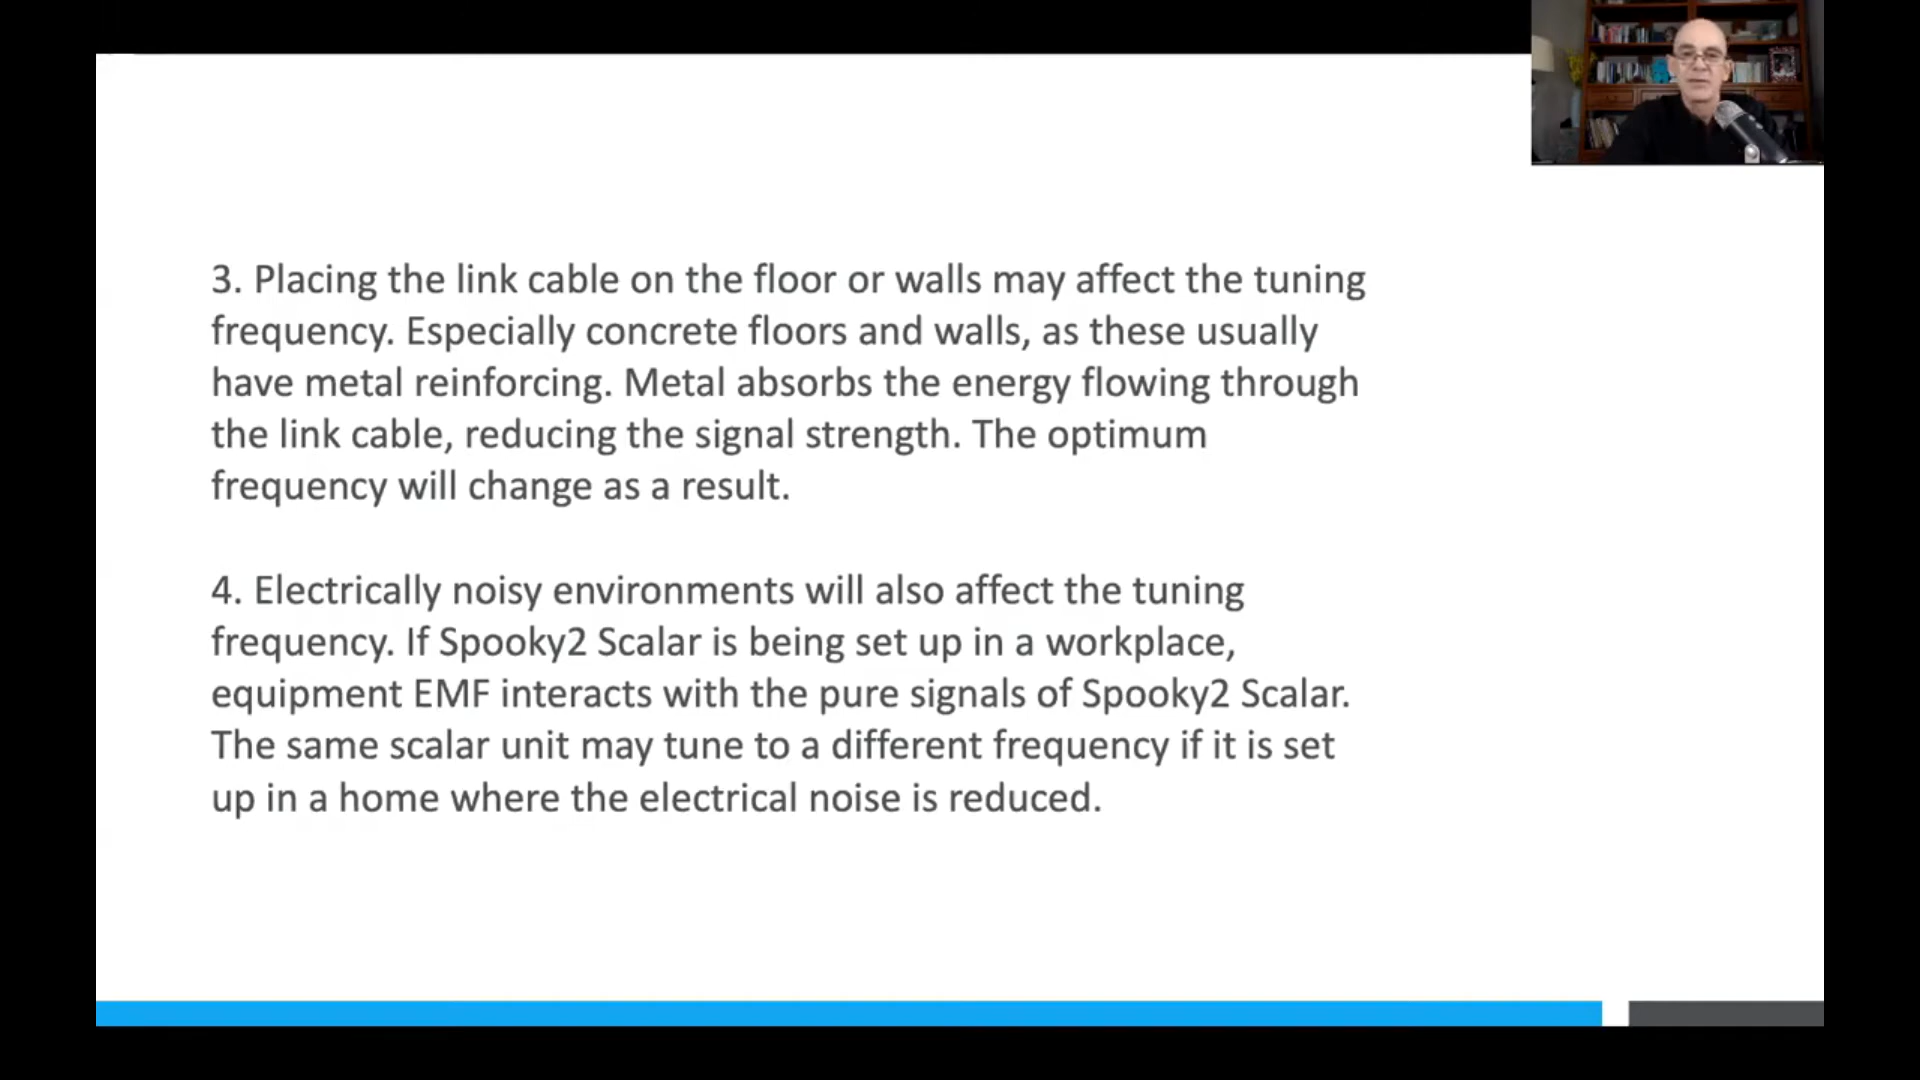 3. Placing the link cable on the floor or walls may affect the tuning
frequency. Especially concrete floors and walls, as these usually
have metal reinforcing. Metal absorbs the energy flowing through
the link cable, reducing the signal strength. The optimum
frequency will change as a result.
4. Electrically noisy environments will also affect the tuning
frequency. If Spooky2 Scalar is being set up in a workplace,
equipment EMF interacts with the pure signals of Spooky2 Scalar.
The same scalar unit may tune to a different frequency if it is set
up in a home where the electrical noise is reduced.